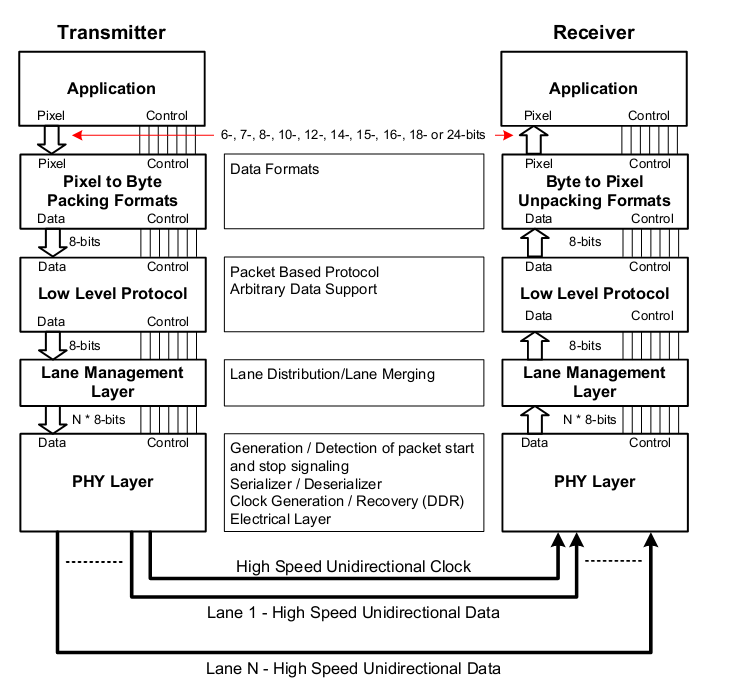 Transmitter
Receiver
Application
Application
Pixel Control
Pixel Control
6-, 7-, 8-, 10-, 12-, 14-, 15-, 16-, 18- or 24-bits
Pixel Control
Pixel Control
Pixel to Byte
Packing Formats
Data Formats
Byte to Pixel
Unpacking Formats
Data Control
Data Control
8-bits
8-bits
Data Control
Data Control
Low Level Protocol
Packet Based Protocol
Arbitrary Data Support
Low Level Protocol
Data Control
Data Control
8-bits
8-bits
Lane Management
Layer
Lane Distribution/Lane Merging
Lane Management
Layer
N * 8-bits
N * 8-bits
Data Control
Data Control
PHY Layer
Generation / Detection of packet start
and stop signaling
Serializer / Deserializer
Clock Generation / Recovery (DDR)
Electrical Layer
PHY Layer
High Speed Unidirectional Clock
Lane 1 - High Speed Unidirectional Data
Lane N - High Speed Unidirectional Data